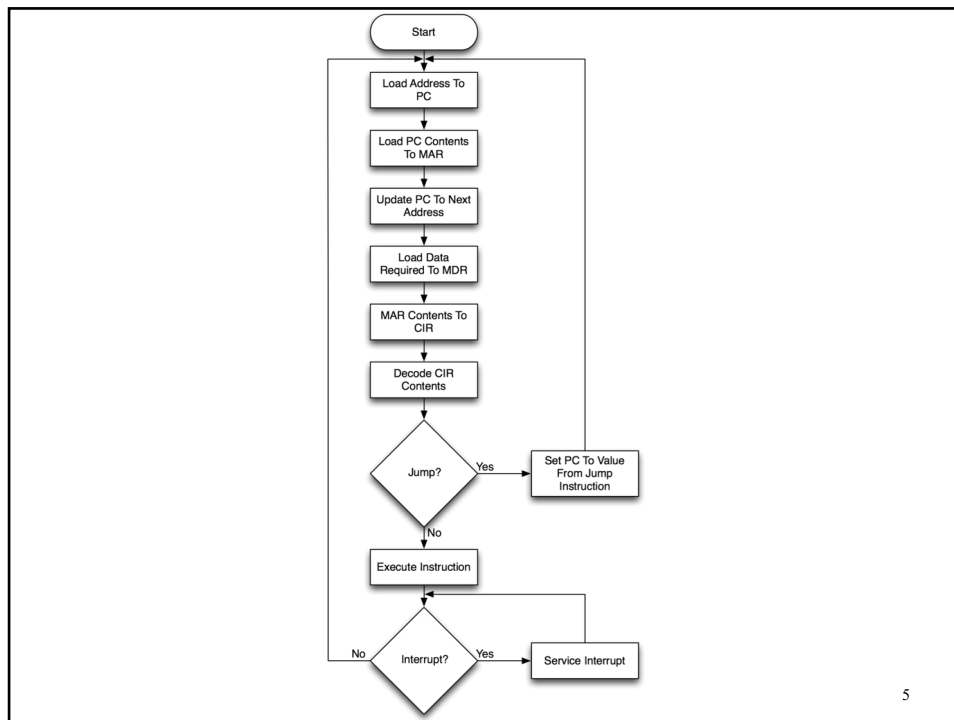 Start
Load Address To
PC
Load PC Contents
To MAR
Update PC To Next
Address
Load Data
Required To MDR
MAR Contents To
CIR
Decode CIR
Contents
Jump?
Yes
Set PC To Value
From Jump
Instruction
No
Execute Instruction
No
Interrupt?
Yes
Service Interrupt
5